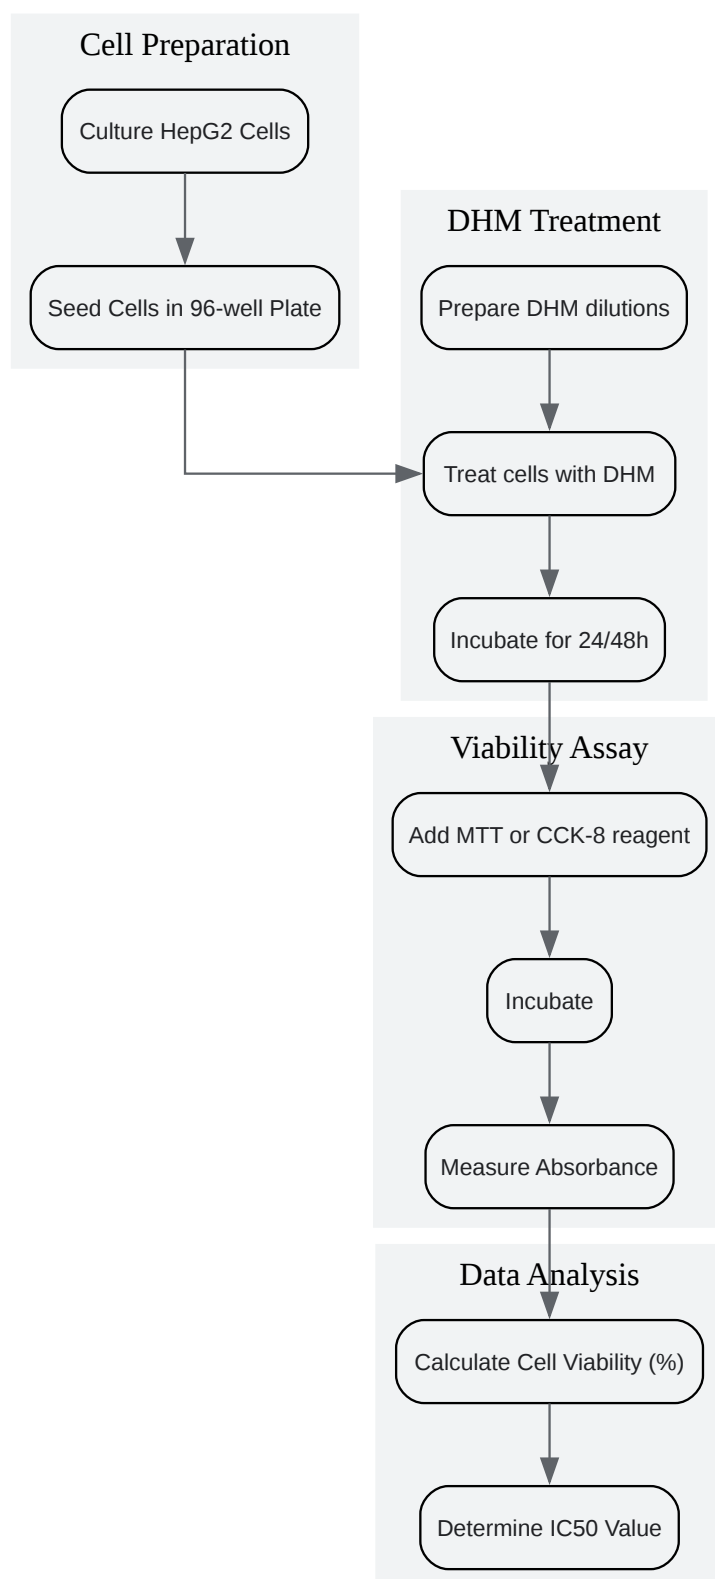 Cell Preparation
Culture HepG2 Cells
Seed Cells in 96-well Plate
DHM Treatment
Prepare DHM dilutions
Treat cells with DHM
Incubate for 24/48h
Viability Assay
Add MTT or CCK-8 reagent
Incubate
Measure Absorbance
Data Analysis
Calculate Cell Viability (%)
Determine IC50 Value